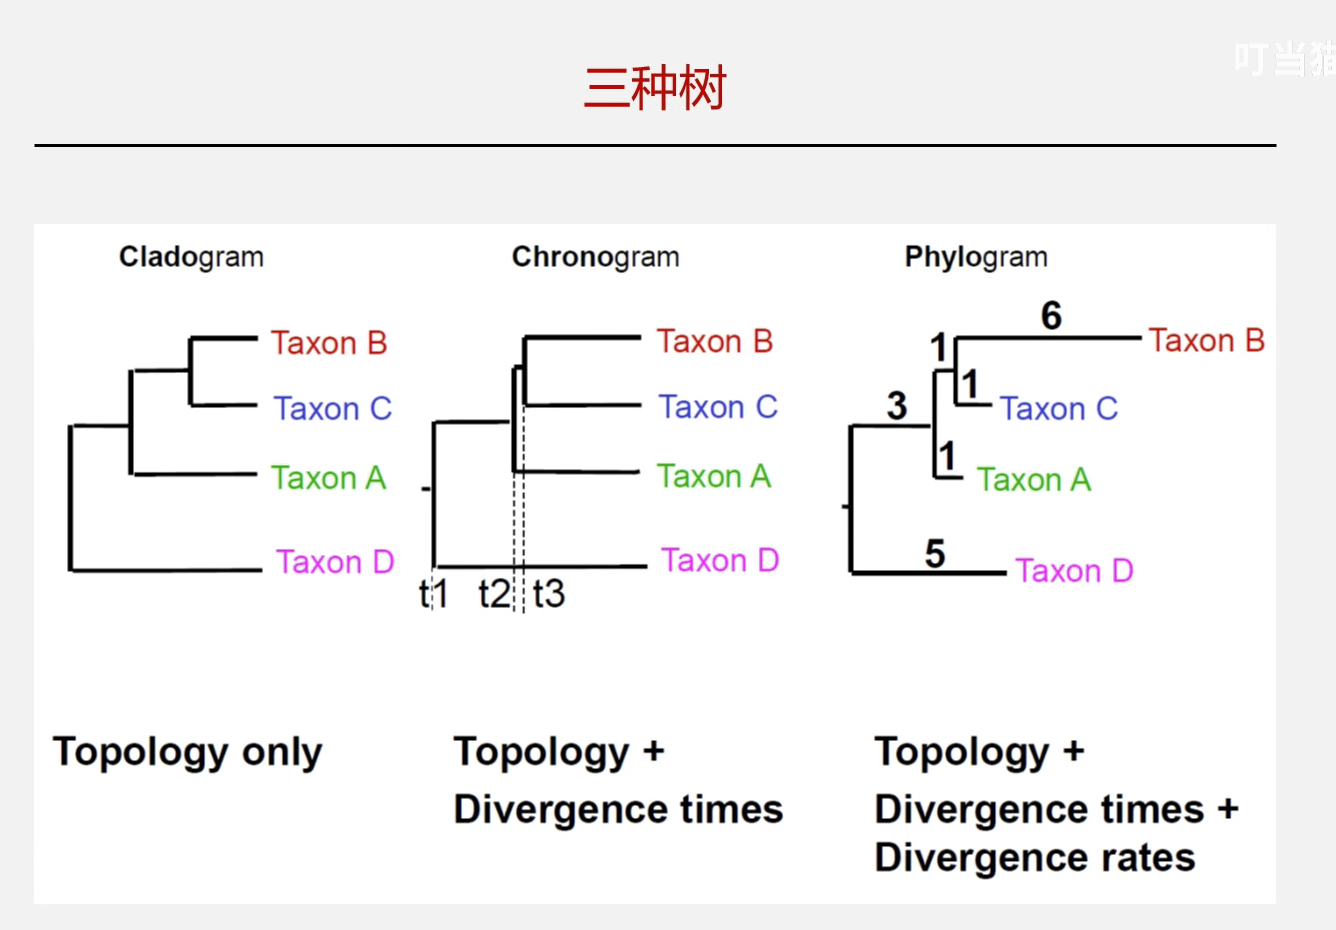 叮当猫
三种树
Cladogram
Chronogram
Phylogram
Taxon B
Taxon C
Taxon A
Taxon D
Taxon B
Taxon C
Taxon A
Taxon D
t1 t2 t3
6
Taxon B
1
1
Taxon C
3
1
Taxon A
5
Taxon D
Topology only
Topology +
Divergence times
Topology +
Divergence times +
Divergence rates